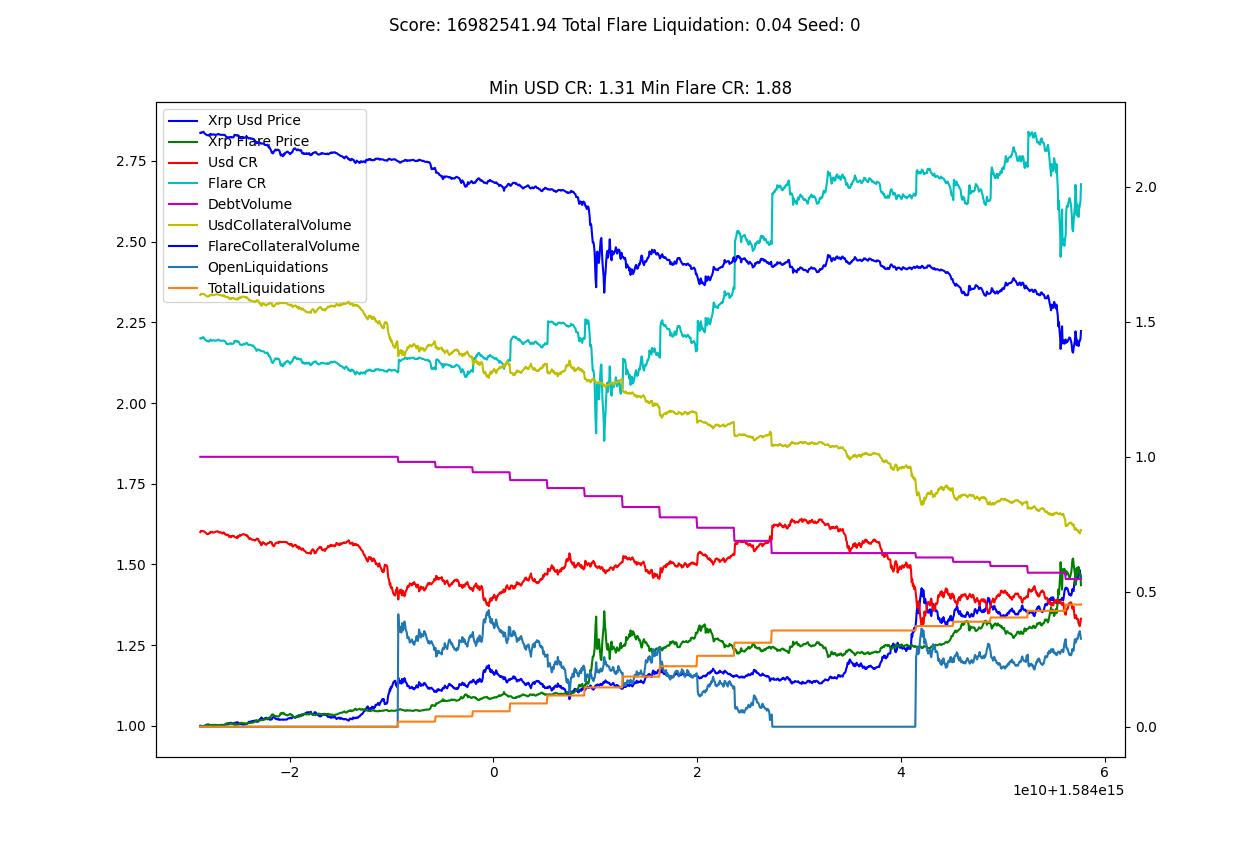 Score: 16982541.94 Total Flare Liquidation: 0.04 Seed: 0
Min USD CR: 1.31 Min Flare CR: 1.88
Xrp Usd Price
Xrp Flare Price
Usd CR
Flare CR
DebtVolume
UsdCollateralVolume
FlareCollateralVolume
OpenLiquidations
TotalLiquidations
2.75
2.50
2.25
2.00
1.75
1.50
1.25
1.00
2.0
1.5
1.0
0.5
0.0
−2 0 2 4 6
1e10+1.584e15